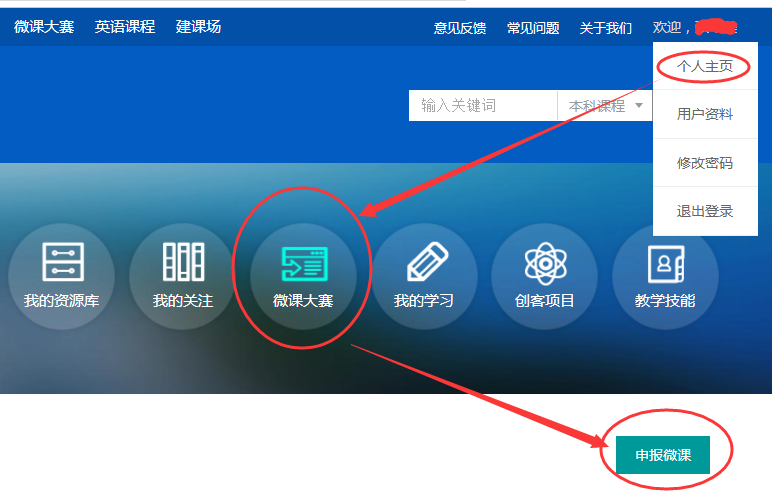 微课大赛 英语课程 建课场 意见反馈 常见问题 关于我们 欢迎，
个人主页
输入关键词 本科课程
用户资料
修改密码
退出登录
我的资源库 我的关注 微课大赛 我的学习 创客项目 教学技能
申报微课